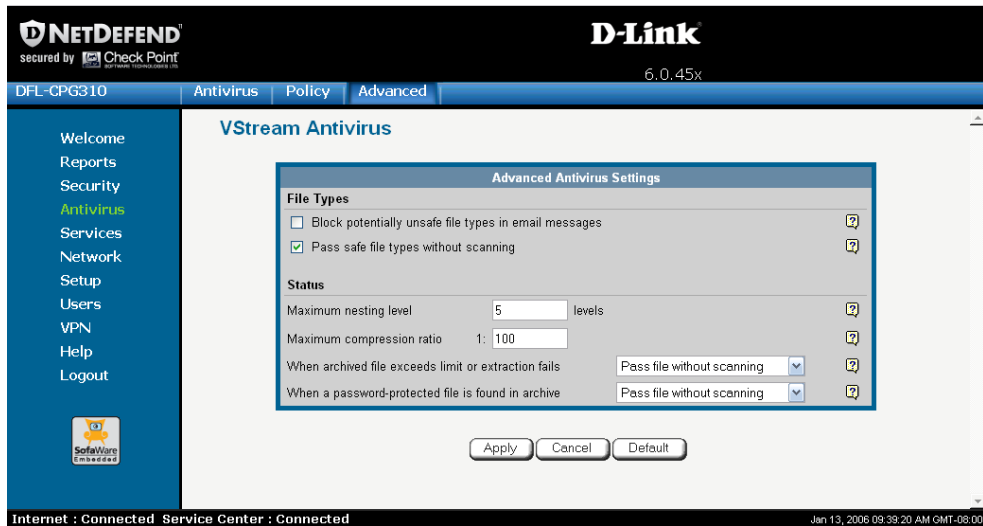 D NETDEFEND
secured by Check Point
SOFTWARE TECHNOLOGIES LTD.
D-Link
6.0.45x
DFL-CPG310
Antivirus | Policy | Advanced
Welcome
Reports
Security
Antivirus
Services
Network
Setup
Users
VPN
Help
Logout
SofaWare
Embedded
VStream Antivirus
Advanced Antivirus Settings
File Types
Block potentially unsafe file types in email messages ?
Pass safe file types without scanning ?
Status
Maximum nesting level 5 levels ?
Maximum compression ratio 1: 100 ?
When archived file exceeds limit or extraction fails Pass file without scanning ?
When a password-protected file is found in archive Pass file without scanning ?
Apply Cancel Default
Internet : Connected Service Center : Connected Jan 13, 2006 09:39:20 AM GMT-08:00